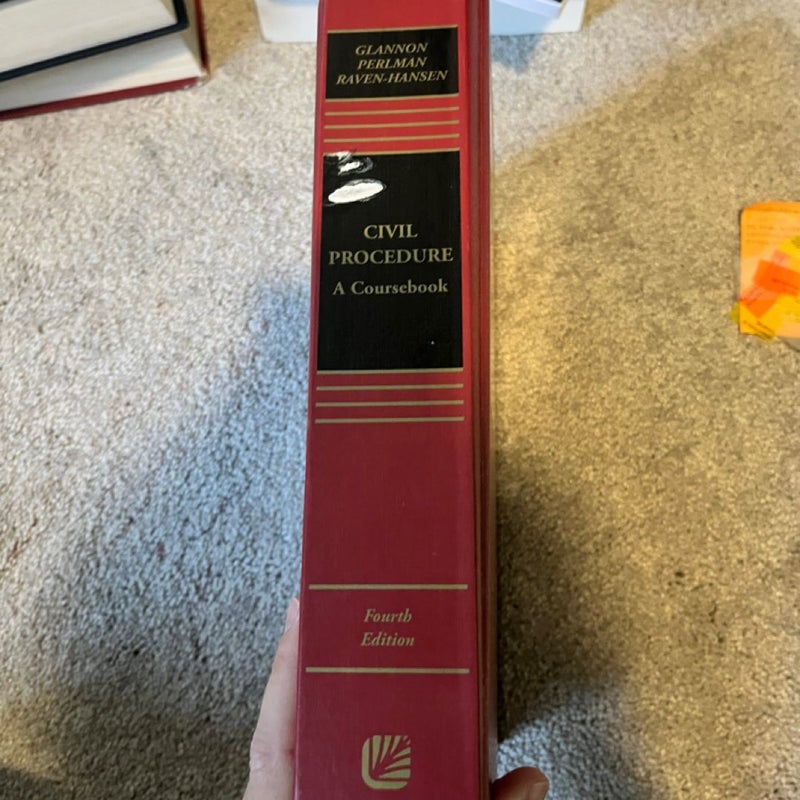 GLANNON
PERLMAN
RAVEN-HANSEN
CIVIL
PROCEDURE
A Coursebook
Fourth
Edition